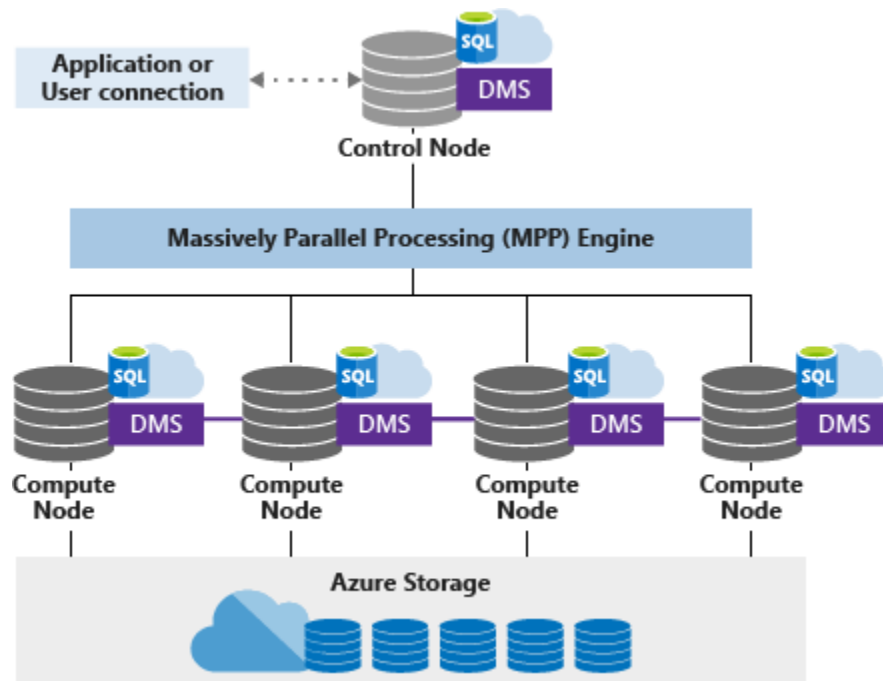 SQL
Application or
User connection
DMS
Control Node
Massively Parallel Processing (MPP) Engine
SQL
SQL
SQL
SQL
DMS
DMS
DMS
DMS
Compute
Node
Compute
Node
Compute
Node
Compute
Node
Azure Storage